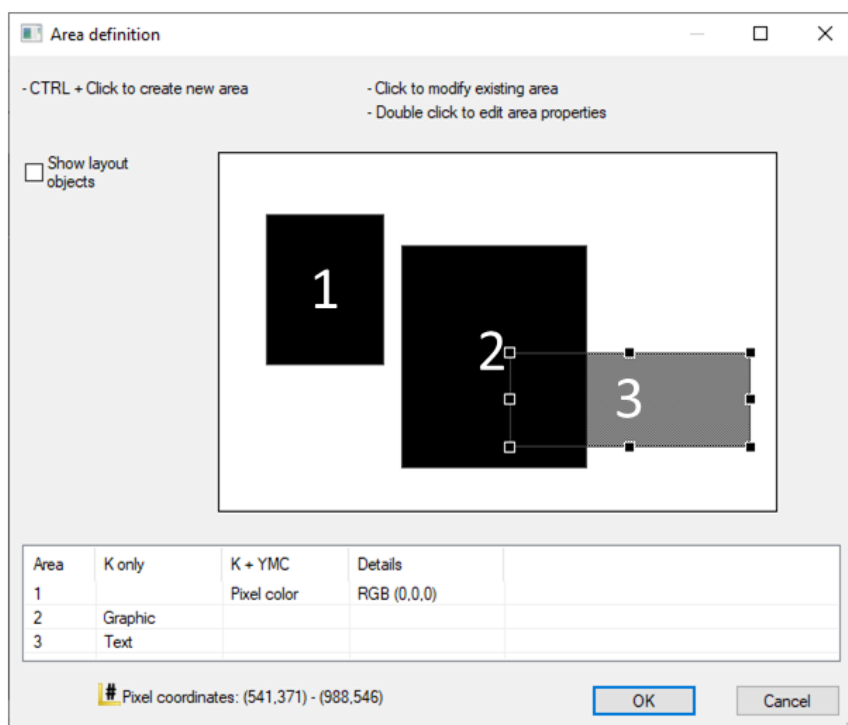 Area definition
- CTRL + Click to create new area
- Click to modify existing area
- Double click to edit area properties
Show layout
objects
1
2
3
Area K only K + YMC Details
1 Pixel color RGB (0,0,0)
2 Graphic
3 Text
# Pixel coordinates: (541,371) - (988,546)
OK Cancel